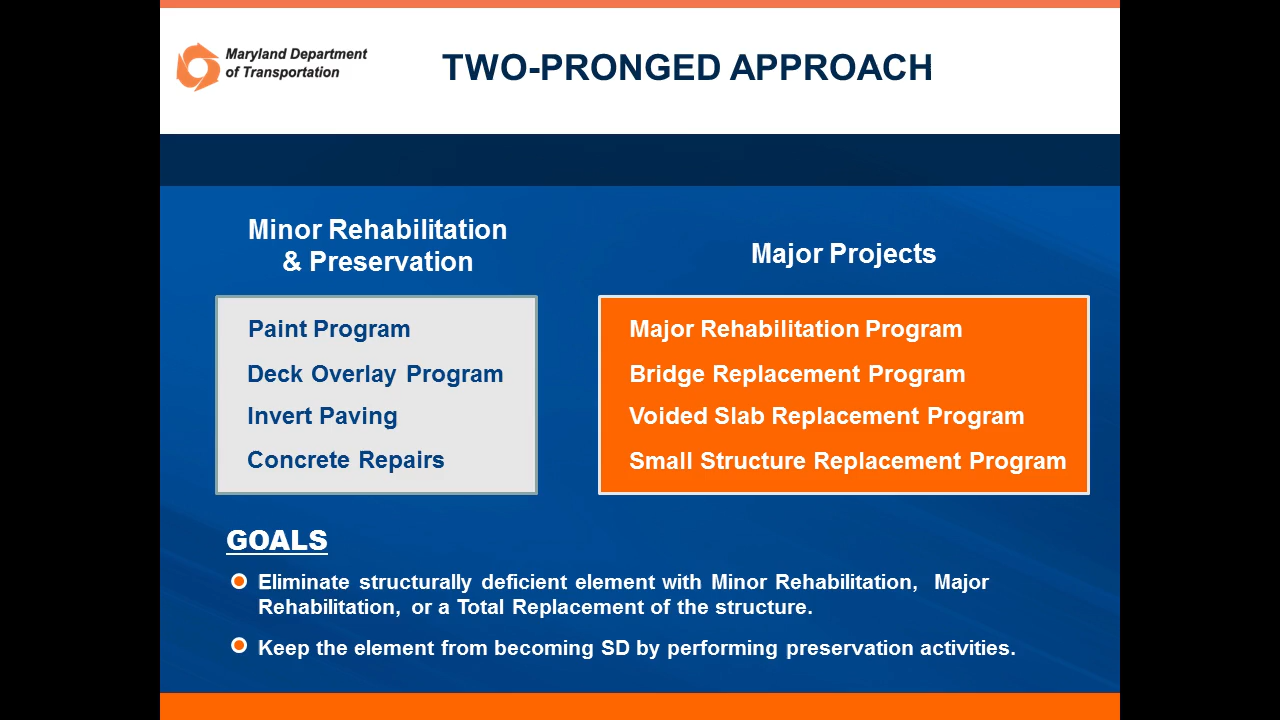 Maryland Department
of Transportation
TWO-PRONGED APPROACH
Minor Rehabilitation
& Preservation
Paint Program
Deck Overlay Program
Invert Paving
Concrete Repairs
Major Projects
Major Rehabilitation Program
Bridge Replacement Program
Voided Slab Replacement Program
Small Structure Replacement Program
GOALS
Eliminate structurally deficient element with Minor Rehabilitation, Major
Rehabilitation, or a Total Replacement of the structure.
Keep the element from becoming SD by performing preservation activities.